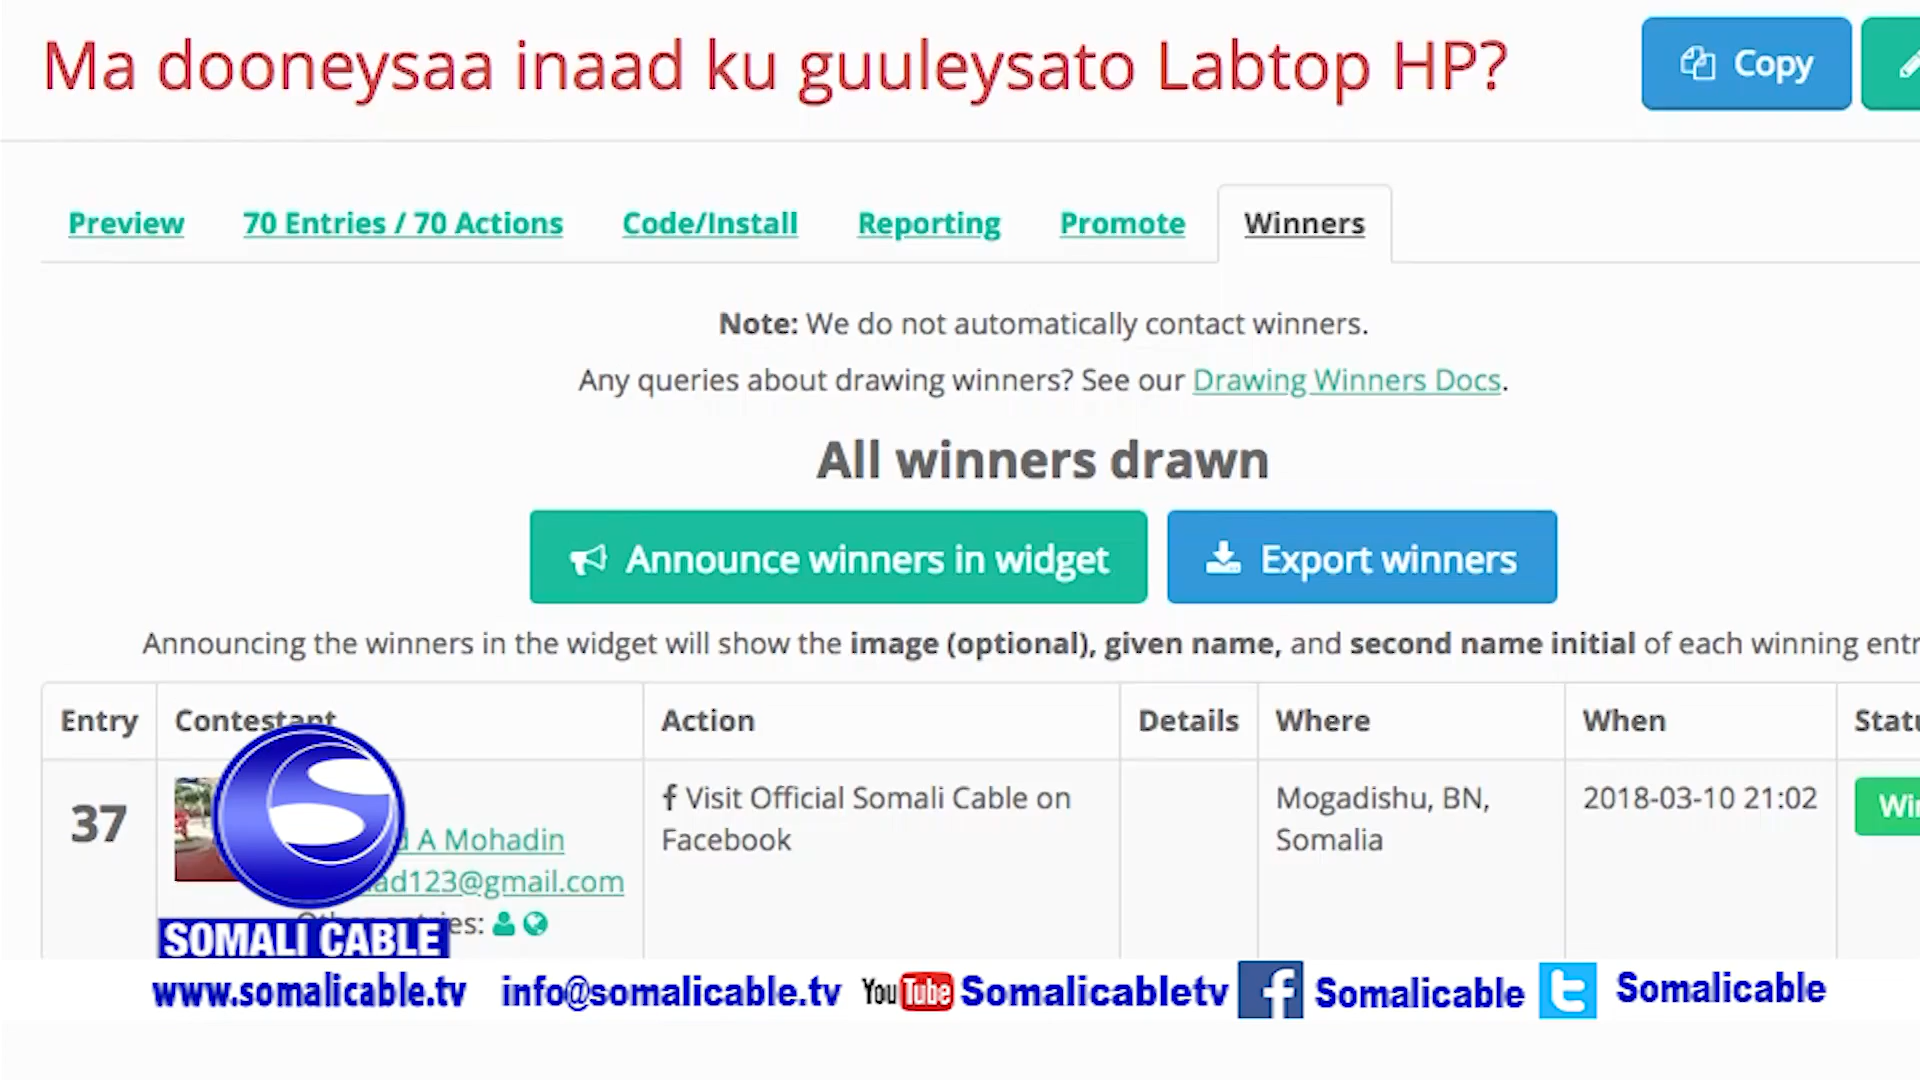 Ma dooneysaa inaad ku guuleysato Labtop HP?
Copy
Preview
70 Entries / 70 Actions
Code/Install
Reporting
Promote
Winners
Note: We do not automatically contact winners.
Any queries about drawing winners? See our Drawing Winners Docs.
All winners drawn
Announce winners in widget
Export winners
Announcing the winners in the widget will show the image (optional), given name, and second name initial of each winning
Entry
Contestant
Action
Details
Where
When
37
A Mohadin
Visit Official Somali Cable on
Facebook
Mogadishu, BN,
Somalia
2018-03-10 21:02
SOMALI CABLE
www.somalicable.tv
info@somalicable.tv
YouTube
Somalicabletv
Somalicable
Somalicable